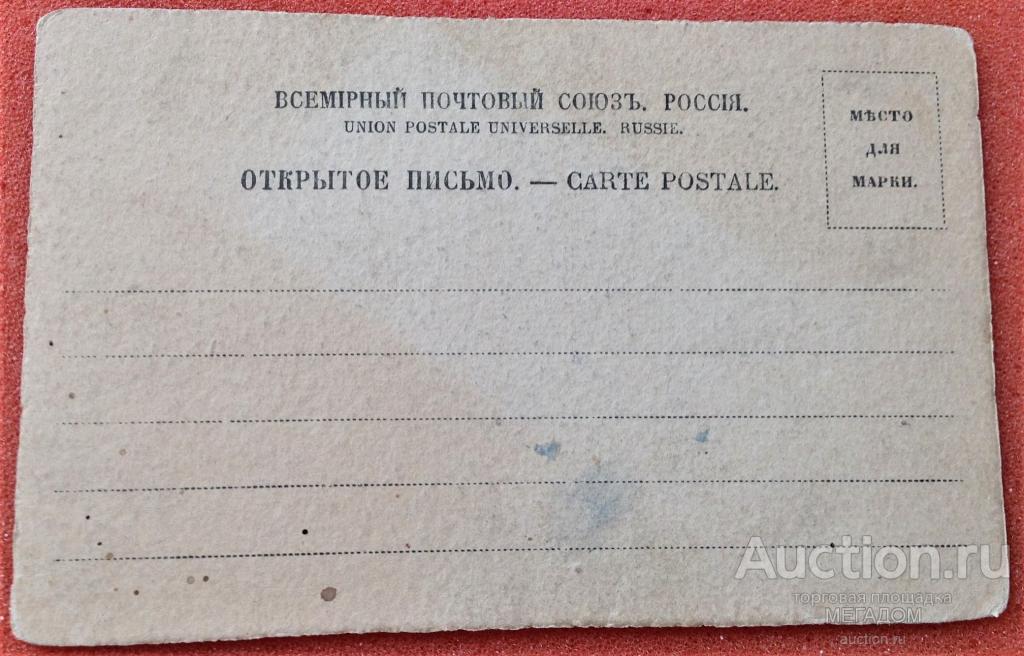 ВСЕМІРНЫЙ ПОЧТОВЫЙ СОЮЗЪ. РОССІЯ.
UNION POSTALE UNIVERSELLE. RUSSIE.
ОТКРЫТОЕ ПИСЬМО. — CARTE POSTALE.
МѢСТО
ДЛЯ
МАРКИ.
Auction.ru
торговая площадка
МЕГАДОМ
auction.ru